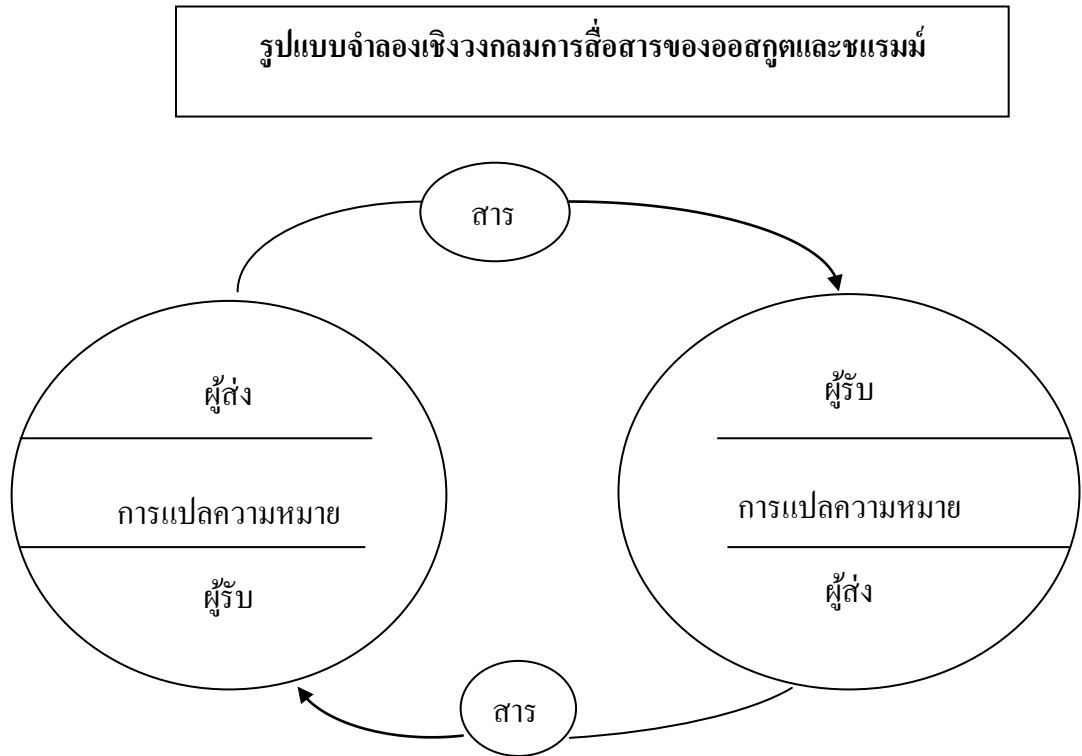 รูปแบบจำลองเชิงวงกลมการสื่อสารของออสกูตและชแรมม์
สาร
ผู้ส่ง
การแปลความหมาย
ผู้รับ
ผู้รับ
การแปลความหมาย
ผู้ส่ง
สาร